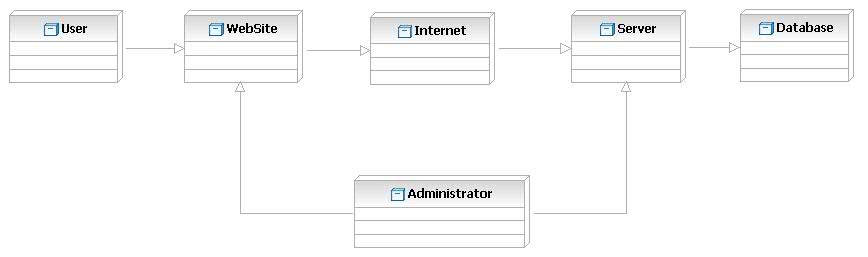 User
WebSite
Internet
Server
Database
Administrator